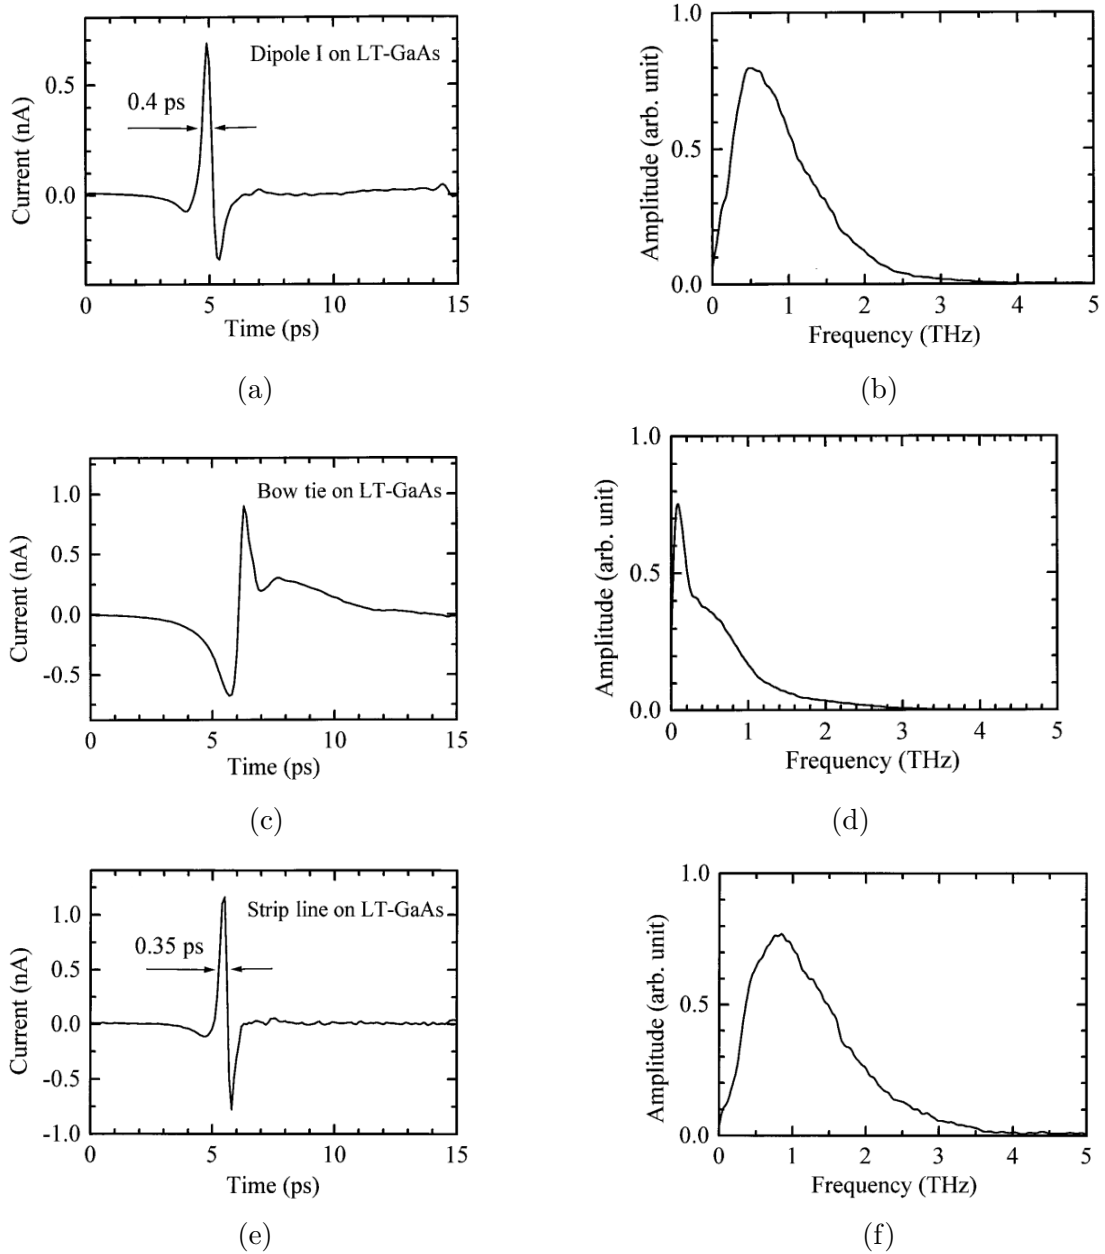 Dipole I on LT-GaAs
0.4 ps
Current (nA)
0.5
0.0
0
5
10
15
Time (ps)
(a)
Amplitude (arb. unit)
1.0
0.5
0.0
0
1
2
3
4
5
Frequency (THz)
(b)
Bow tie on LT-GaAs
Current (nA)
1.0
0.5
0.0
-0.5
0
5
10
15
Time (ps)
(c)
Amplitude (arb. unit)
1.0
0.5
0.0
0
1
2
3
4
5
Frequency (THz)
(d)
Strip line on LT-GaAs
0.35 ps
Current (nA)
1.0
0.5
0.0
-0.5
-1.0
0
5
10
15
Time (ps)
(e)
Amplitude (arb. unit)
1.0
0.5
0.0
0
1
2
3
4
5
Frequency (THz)
(f)